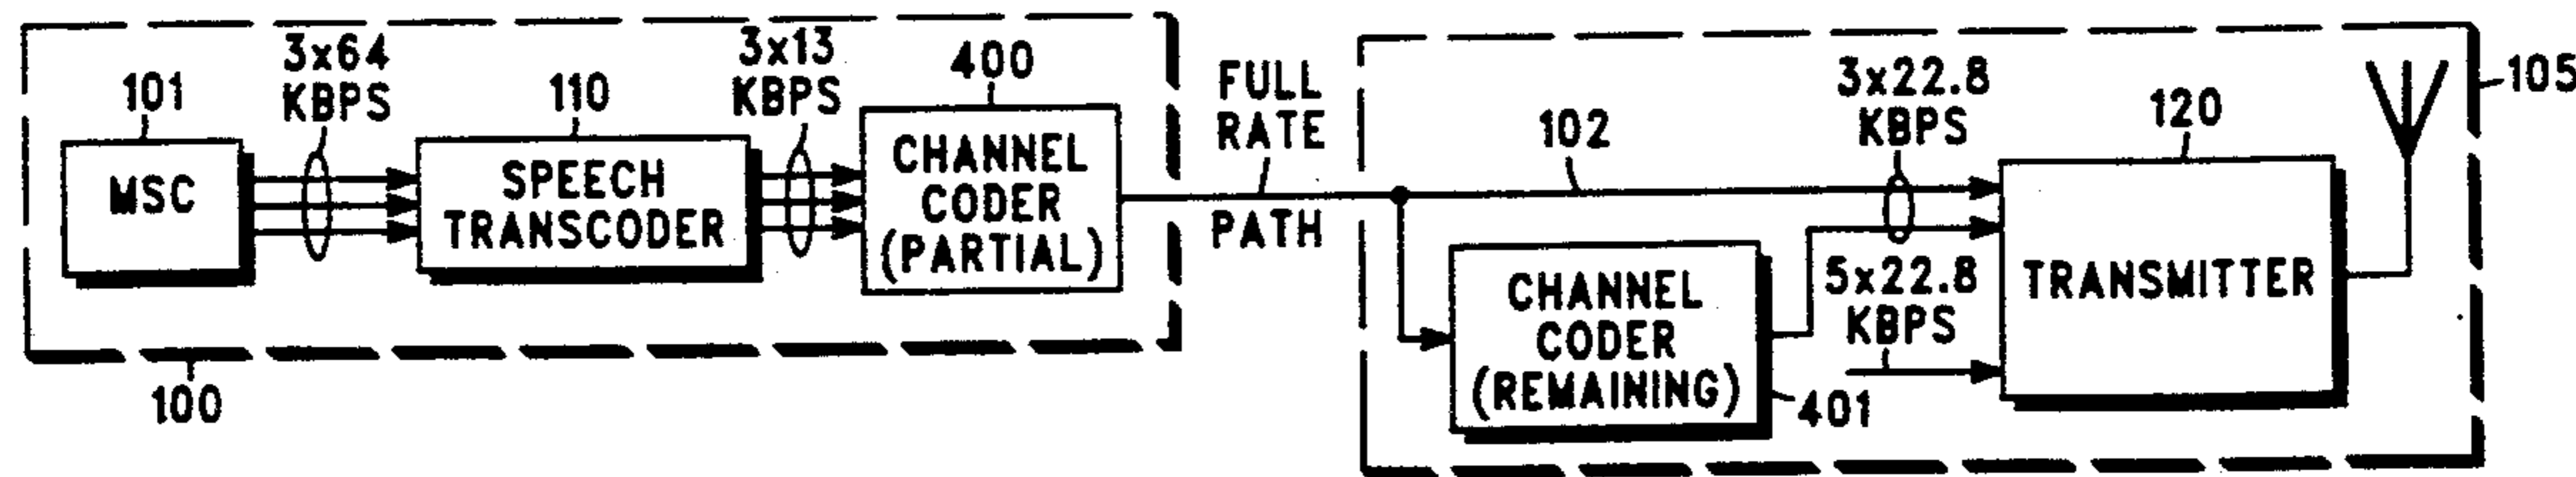 101
MSC
3x64
KBPS
110
SPEECH
TRANSCODER
3x13
KBPS
400
CHANNEL
CODER
(PARTIAL)
100
FULL
RATE
PATH
102
CHANNEL
CODER
(REMAINING)
401
3x22.8
KBPS
5x22.8
KBPS
120
TRANSMITTER
105